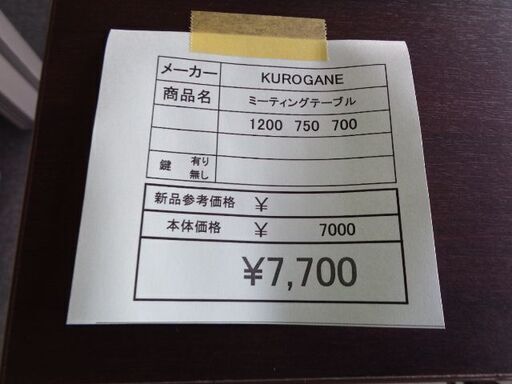 メーカー KUROGANE
商品名 ミーティングテーブル
1200 750 700
鍵 有り
無し
新品参考価格 ¥
本体価格 ¥ 7000
¥7,700